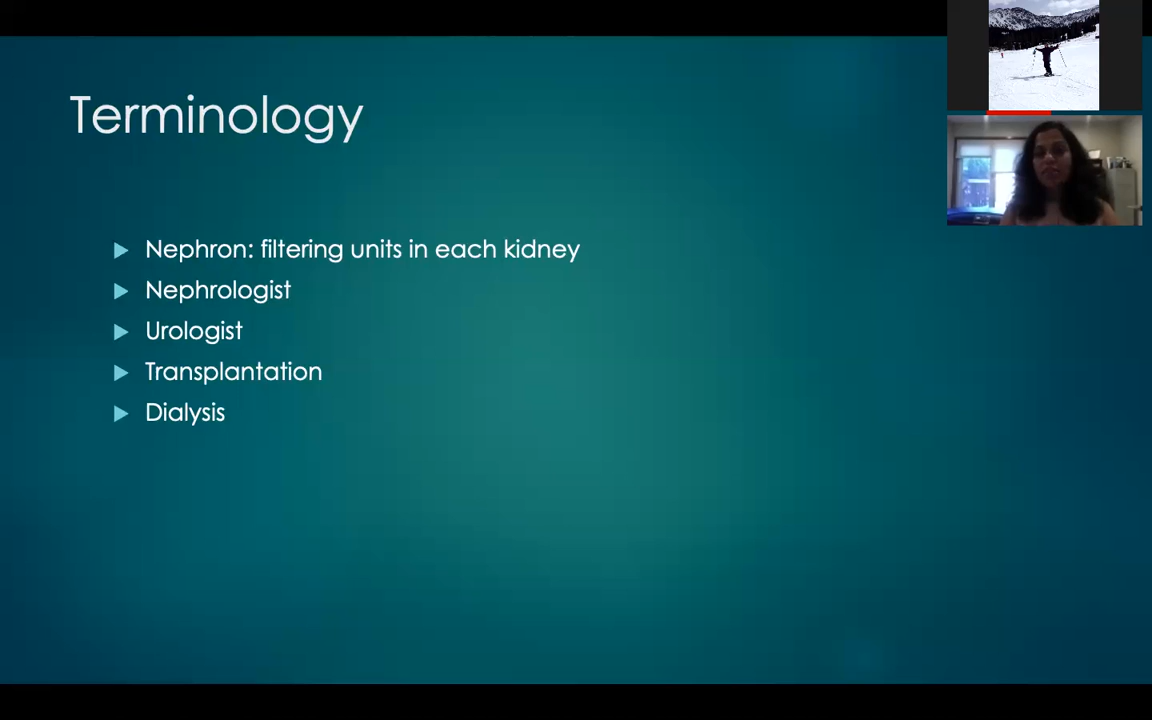 Terminology
Nephron: filtering units in each kidney
Nephrologist
Urologist
Transplantation
Dialysis